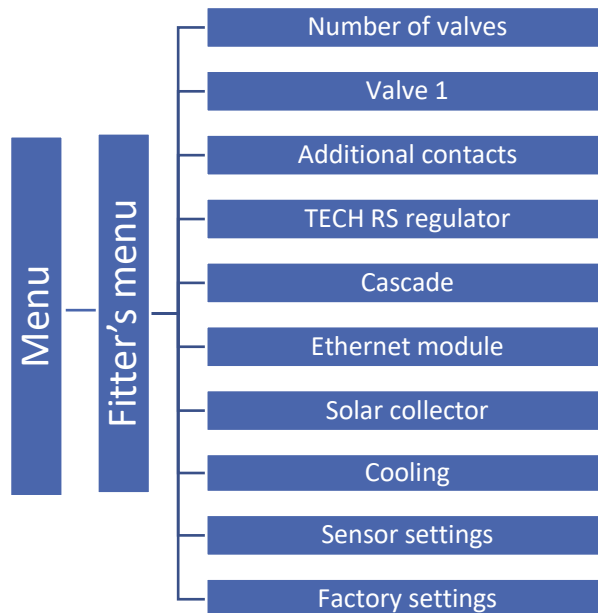 Menu
Fitter’s menu
Number of valves
Valve 1
Additional contacts
TECH RS regulator
Cascade
Ethernet module
Solar collector
Cooling
Sensor settings
Factory settings